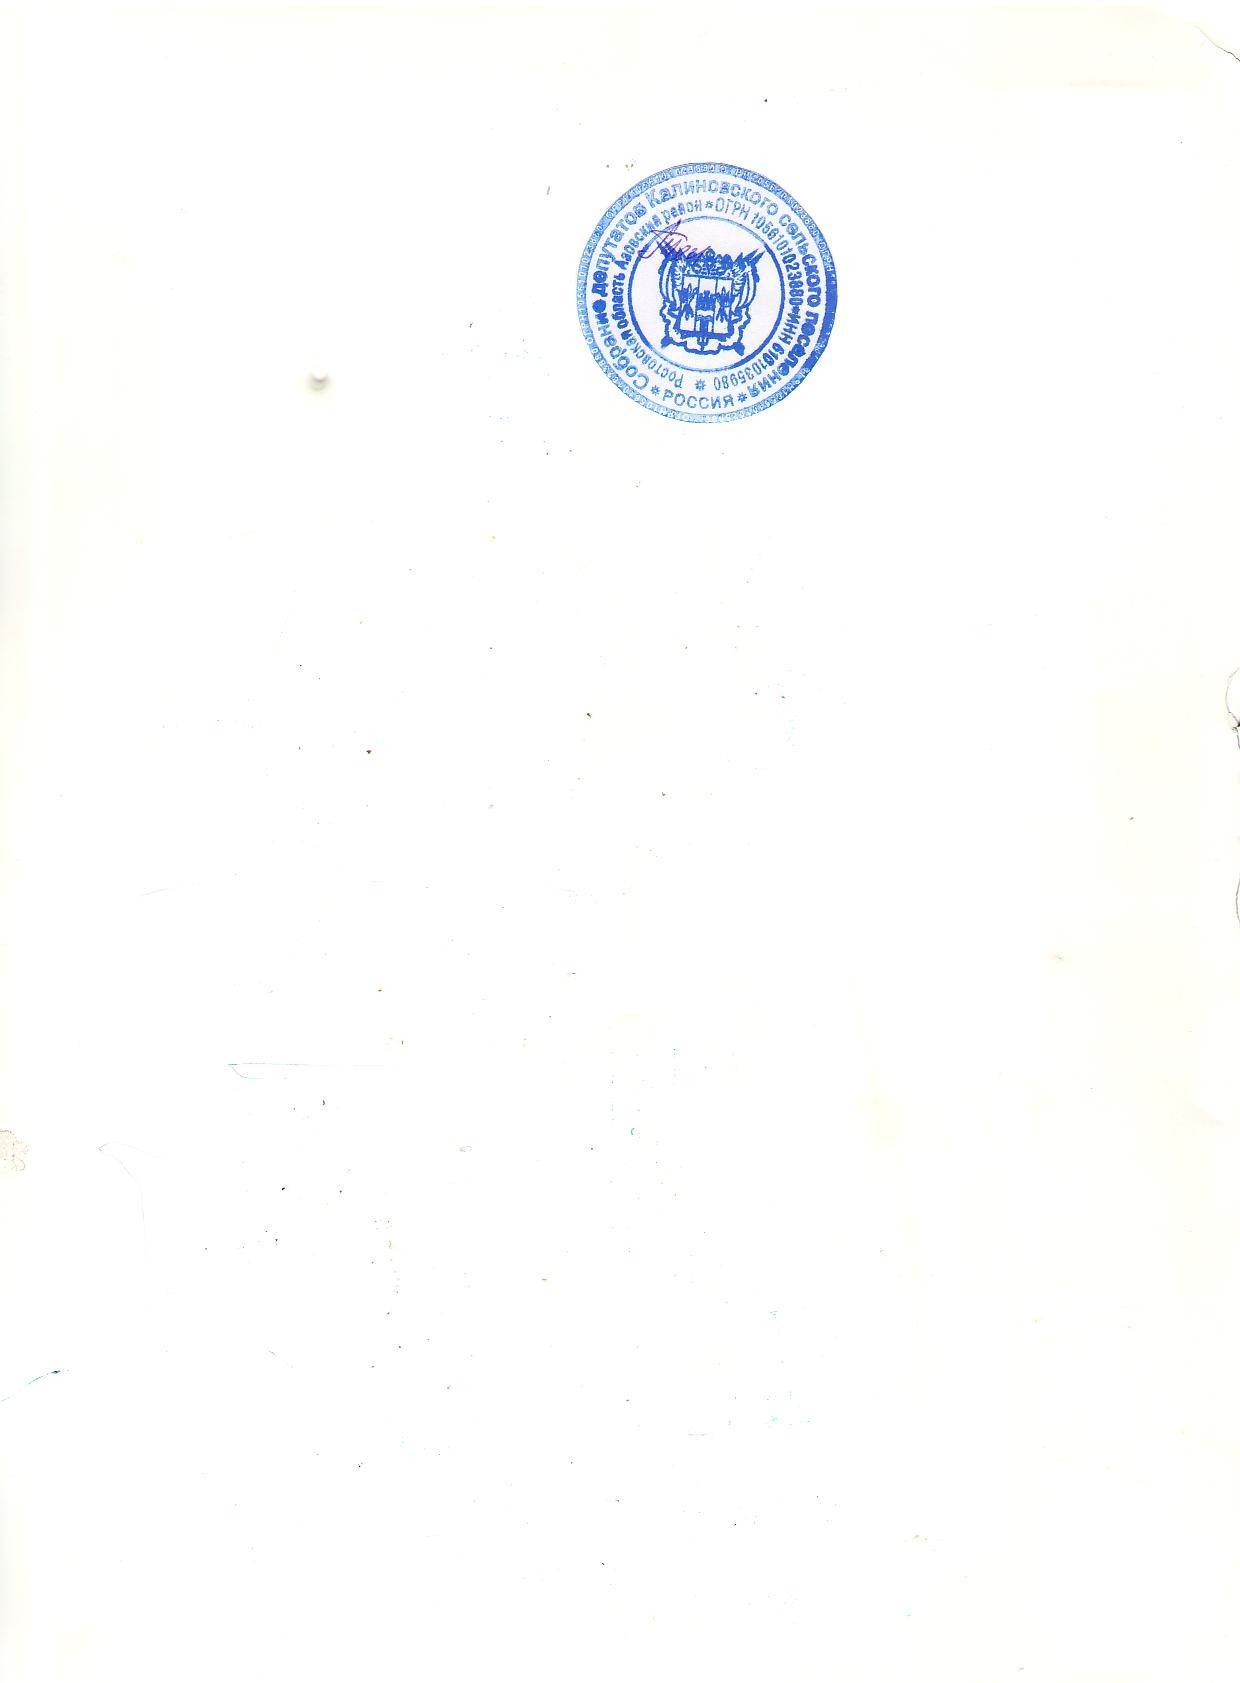 Собрание депутатов Калиновского сельского поселения
* РОССИЯ *
Ростовская область Азовский район * ОГРН 1056101023880 * ИНН 6101035980 *